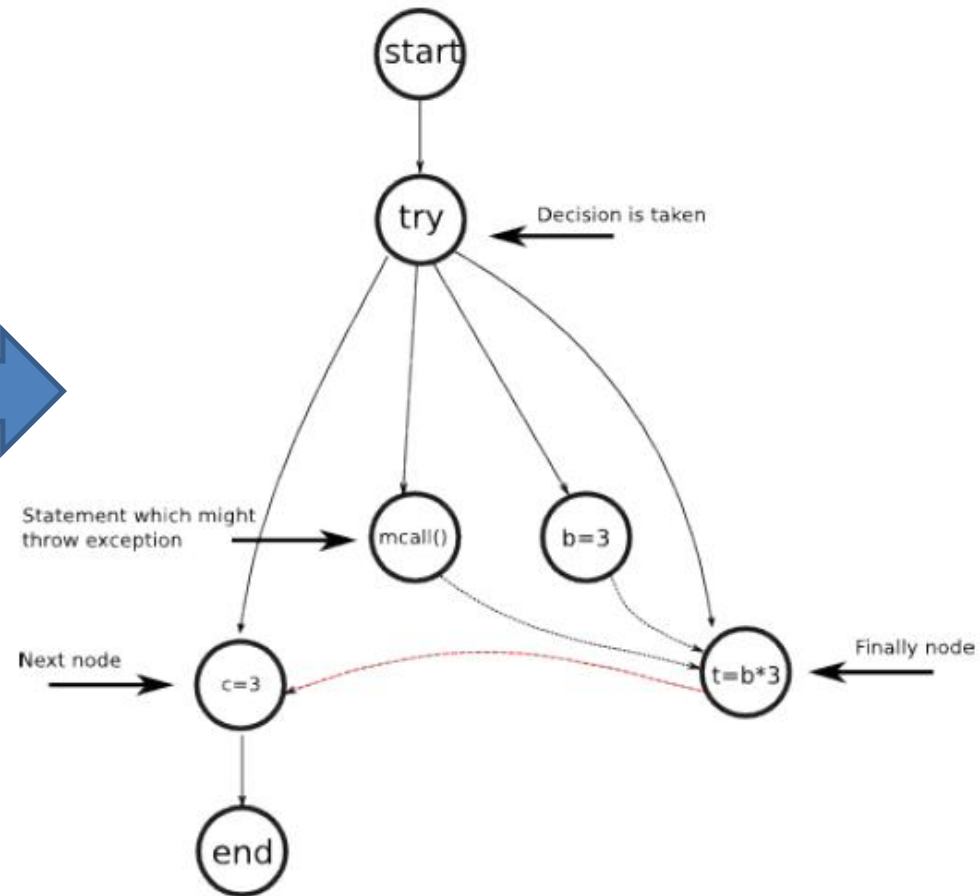 start
try
Decision is taken
Statement which might
throw exception
mcall()
b=3
Next node
c=3
t=b*3
Finally node
end